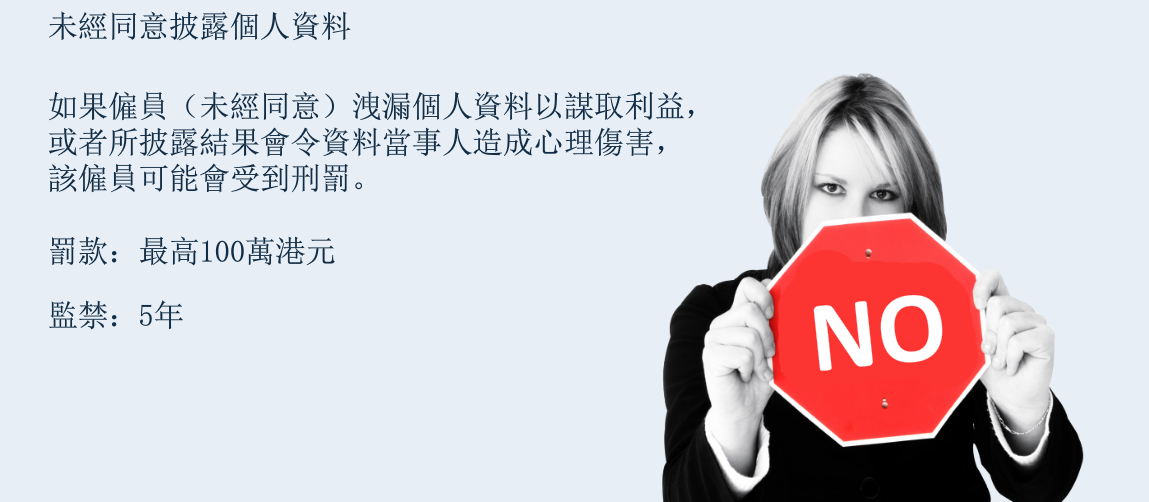 未經同意披露個人資料
如果僱員（未經同意）洩漏個人資料以謀取利益，
或者所披露結果會令資料當事人造成心理傷害，
該僱員可能會受到刑罰。
罰款：最高100萬港元
監禁：5年
NO